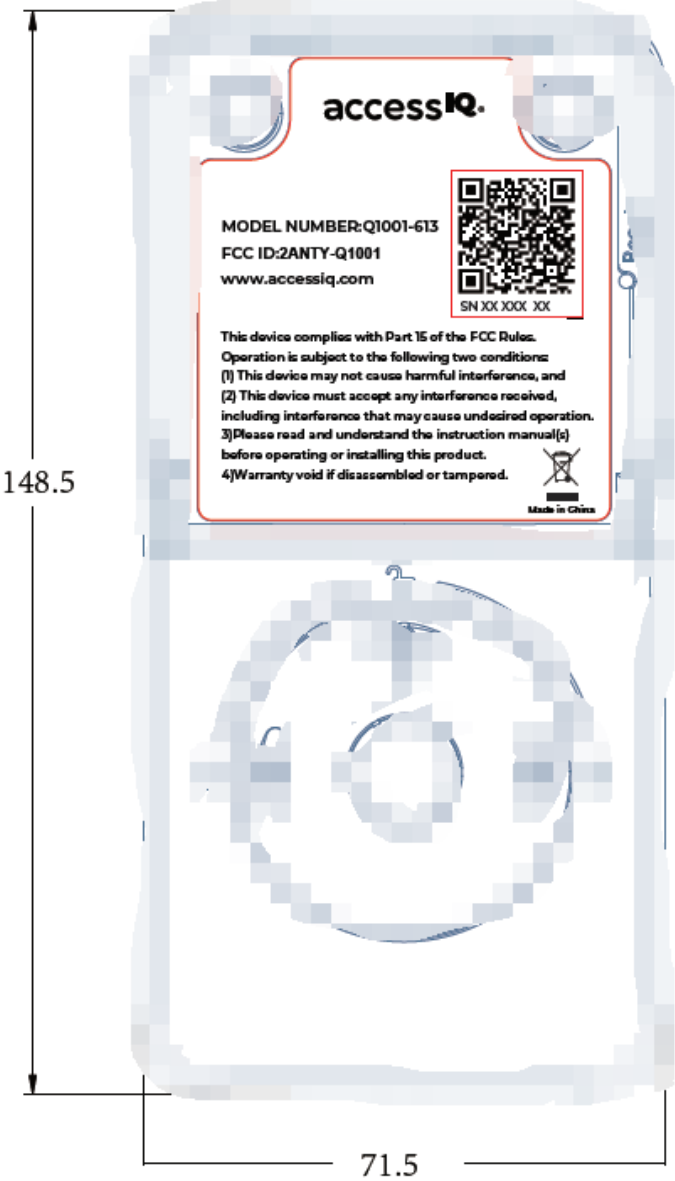 accessIQ.
MODEL NUMBER:Q1001-613
FCC ID:2ANTY-Q1001
www.accessiq.com
SN XX XXX XX
This device complies with Part 15 of the FCC Rules.
Operation is subject to the following two conditions:
(1) This device may not cause harmful interference, and
(2) This device must accept any interference received,
including interference that may cause undesired operation.
3)Please read and understand the instruction manual(s)
before operating or installing this product.
4)Warranty void if disassembled or tampered.
Made in China
148.5
71.5